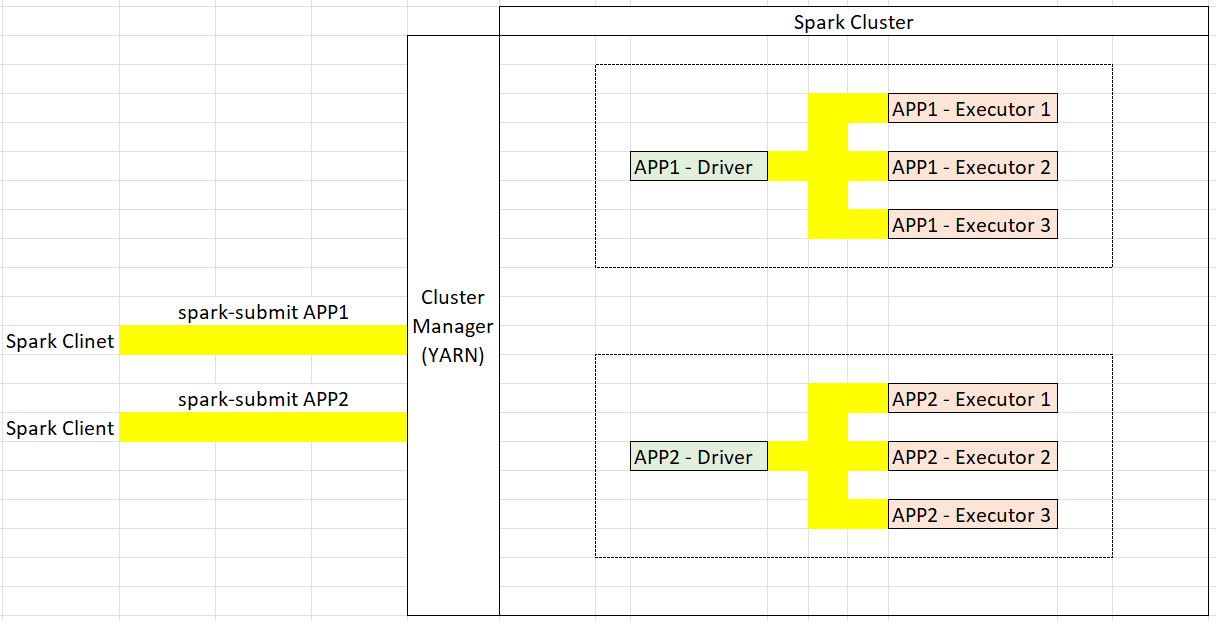 Spark Cluster
APP1 - Executor 1
APP1 - Driver
APP1 - Executor 2
APP1 - Executor 3
Cluster
Manager
(YARN)
spark-submit APP1
Spark Clinet
spark-submit APP2
Spark Client
APP2 - Executor 1
APP2 - Driver
APP2 - Executor 2
APP2 - Executor 3